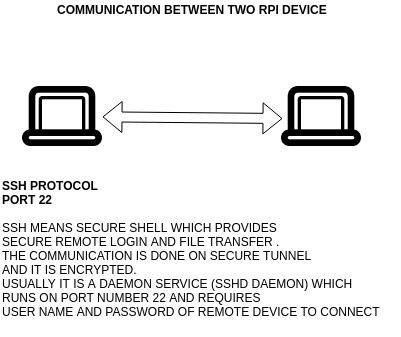 COMMUNICATION BETWEEN TWO RPI DEVICE
SSH PROTOCOL
PORT 22
SSH MEANS SECURE SHELL WHICH PROVIDES
SECURE REMOTE LOGIN AND FILE TRANSFER .
THE COMMUNICATION IS DONE ON SECURE TUNNEL
AND IT IS ENCRYPTED.
USUALLY IT IS A DAEMON SERVICE (SSHD DAEMON) WHICH
RUNS ON PORT NUMBER 22 AND REQUIRES
USER NAME AND PASSWORD OF REMOTE DEVICE TO CONNECT